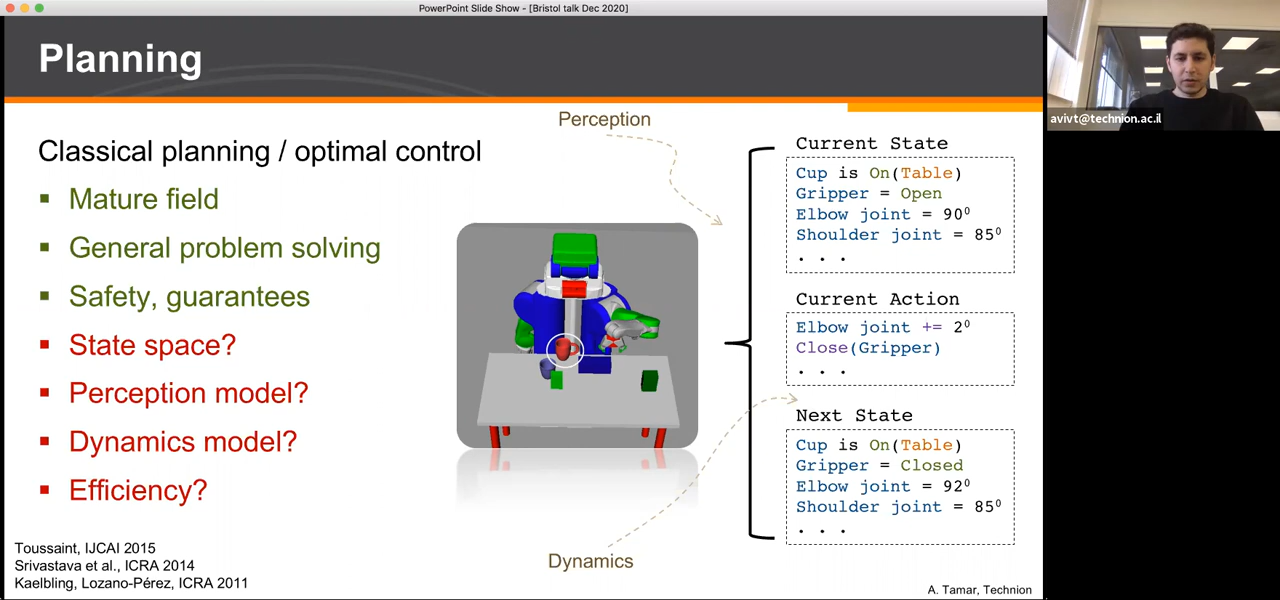 PowerPoint Slide Show - [Bristol talk Dec 2020]
Planning
avivt@technion.ac.il
Perception
Classical planning / optimal control
Mature field
General problem solving
Safety, guarantees
State space?
Perception model?
Dynamics model?
Efficiency?
Current State
Cup is On(Table)
Gripper = Open
Elbow joint = 90⁰
Shoulder joint = 85⁰
. . .
Current Action
Elbow joint += 2⁰
Close(Gripper)
. . .
Next State
Cup is On(Table)
Gripper = Closed
Elbow joint = 92⁰
Shoulder joint = 85⁰
. . .
Dynamics
Toussaint, IJCAI 2015
Srivastava et al., ICRA 2014
Kaelbling, Lozano-Pérez, ICRA 2011
A. Tamar, Technion